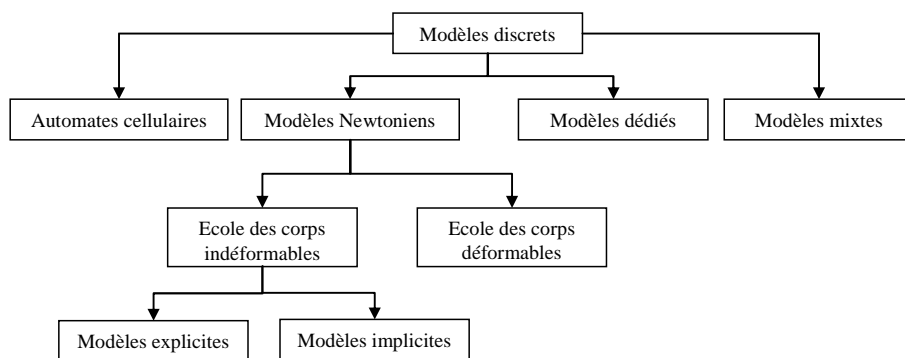 Modèles discrets
Automates cellulaires
Modèles Newtoniens
Modèles dédiés
Modèles mixtes
Ecole des corps
indéformables
Ecole des corps
déformables
Modèles explicites
Modèles implicites